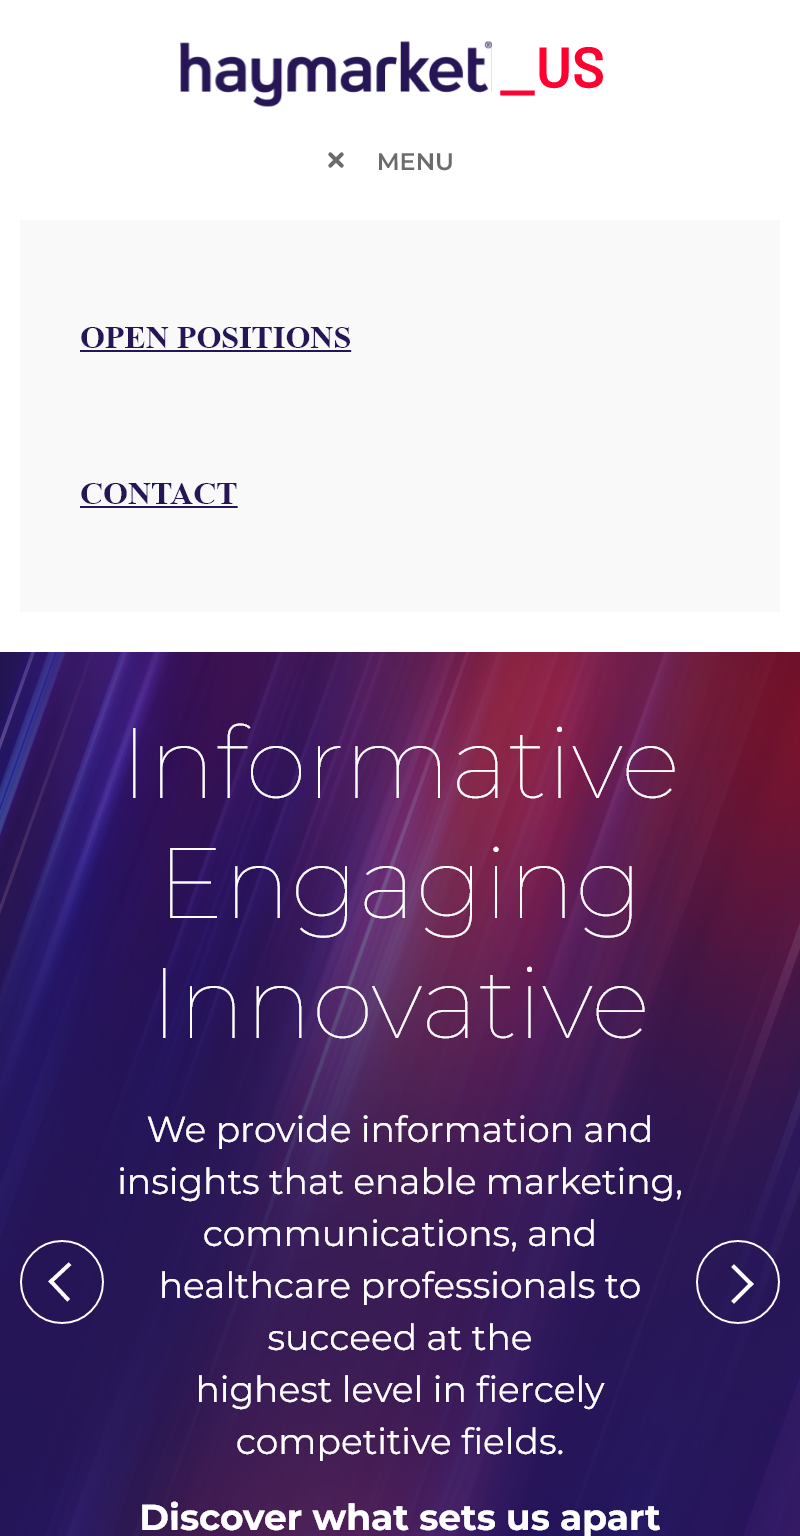 haymarket® _US
× MENU
OPEN POSITIONS
CONTACT
Informative
Engaging
Innovative
We provide information and
insights that enable marketing,
communications, and
healthcare professionals to
succeed at the
highest level in fiercely
competitive fields.
Discover what sets us apart